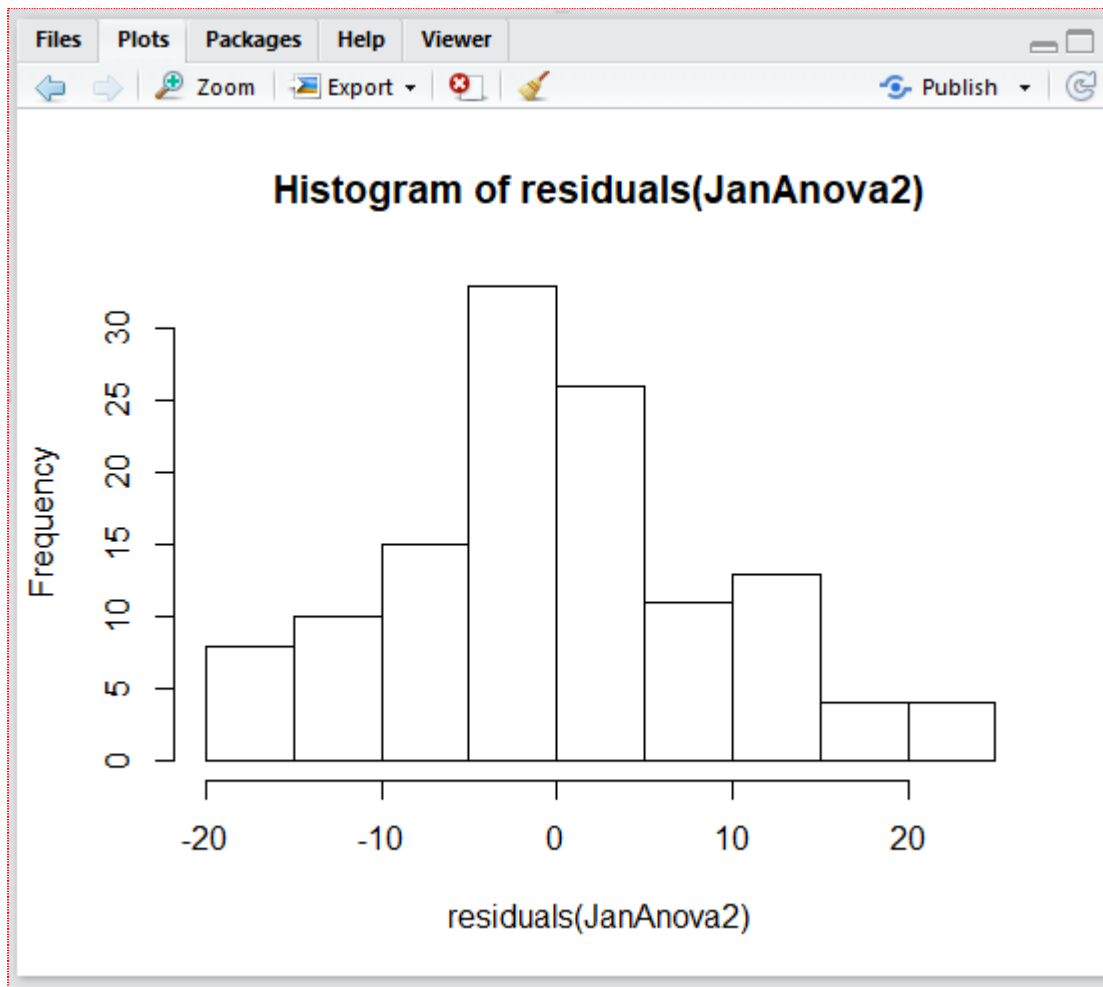 Files Plots Packages Help Viewer
Zoom Export Publish
Histogram of residuals(JanAnova2)
Frequency
30
25
20
15
10
5
0
-20 -10 0 10 20
residuals(JanAnova2)